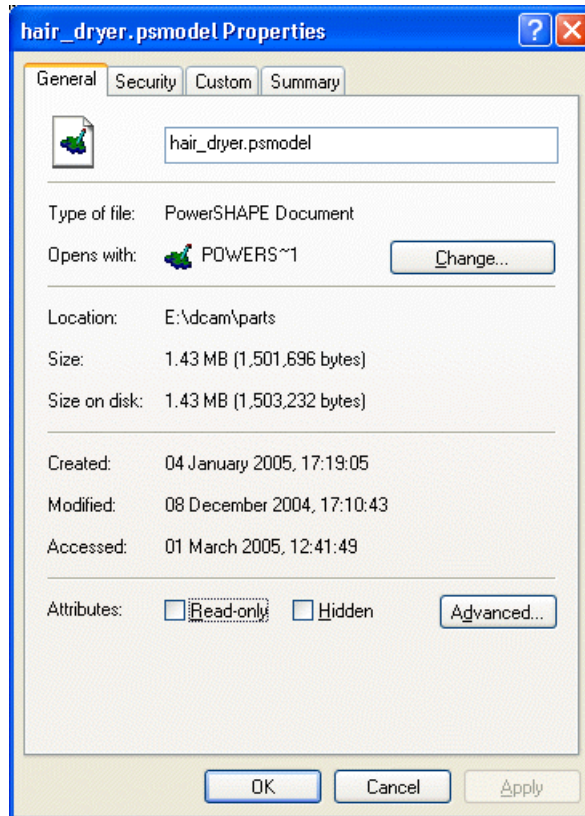 hair_dryer.psmodel Properties
General Security Custom Summary
hair_dryer.psmodel
Type of file: PowerSHAPE Document
Opens with: POWERS~1 Change...
Location: E:\dcam\parts
Size: 1.43 MB (1,501,696 bytes)
Size on disk: 1.43 MB (1,503,232 bytes)
Created: 04 January 2005, 17:19:05
Modified: 08 December 2004, 17:10:43
Accessed: 01 March 2005, 12:41:49
Attributes: Read-only Hidden Advanced...
OK Cancel Apply